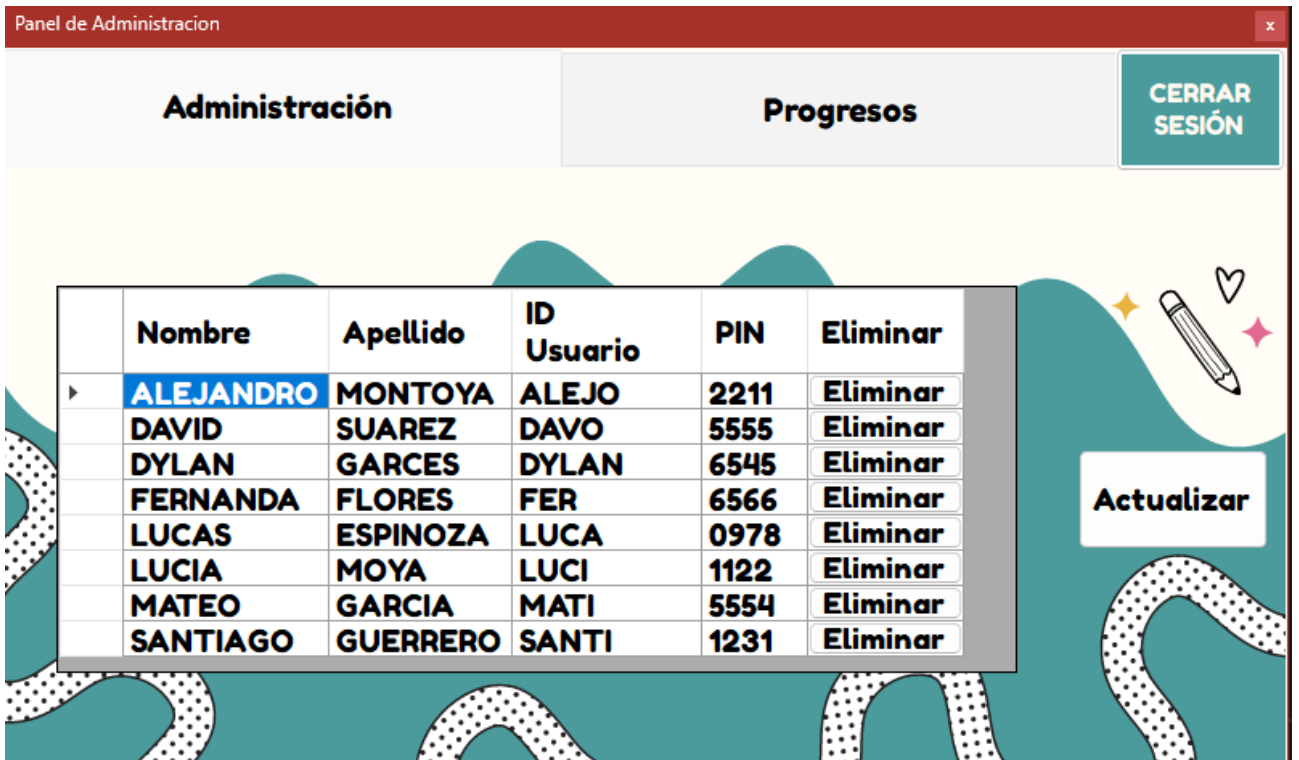 Panel de Administracion
x
Administración
Progresos
CERRAR
SESIÓN
Nombre Apellido ID Usuario PIN Eliminar
ALEJANDRO MONTOYA ALEJO 2211 Eliminar
DAVID SUAREZ DAVO 5555 Eliminar
DYLAN GARCES DYLAN 6545 Eliminar
FERNANDA FLORES FER 6566 Eliminar
LUCAS ESPINOZA LUCA 0978 Eliminar
LUCIA MOYA LUCI 1122 Eliminar
MATEO GARCIA MATI 5554 Eliminar
SANTIAGO GUERRERO SANTI 1231 Eliminar
Actualizar